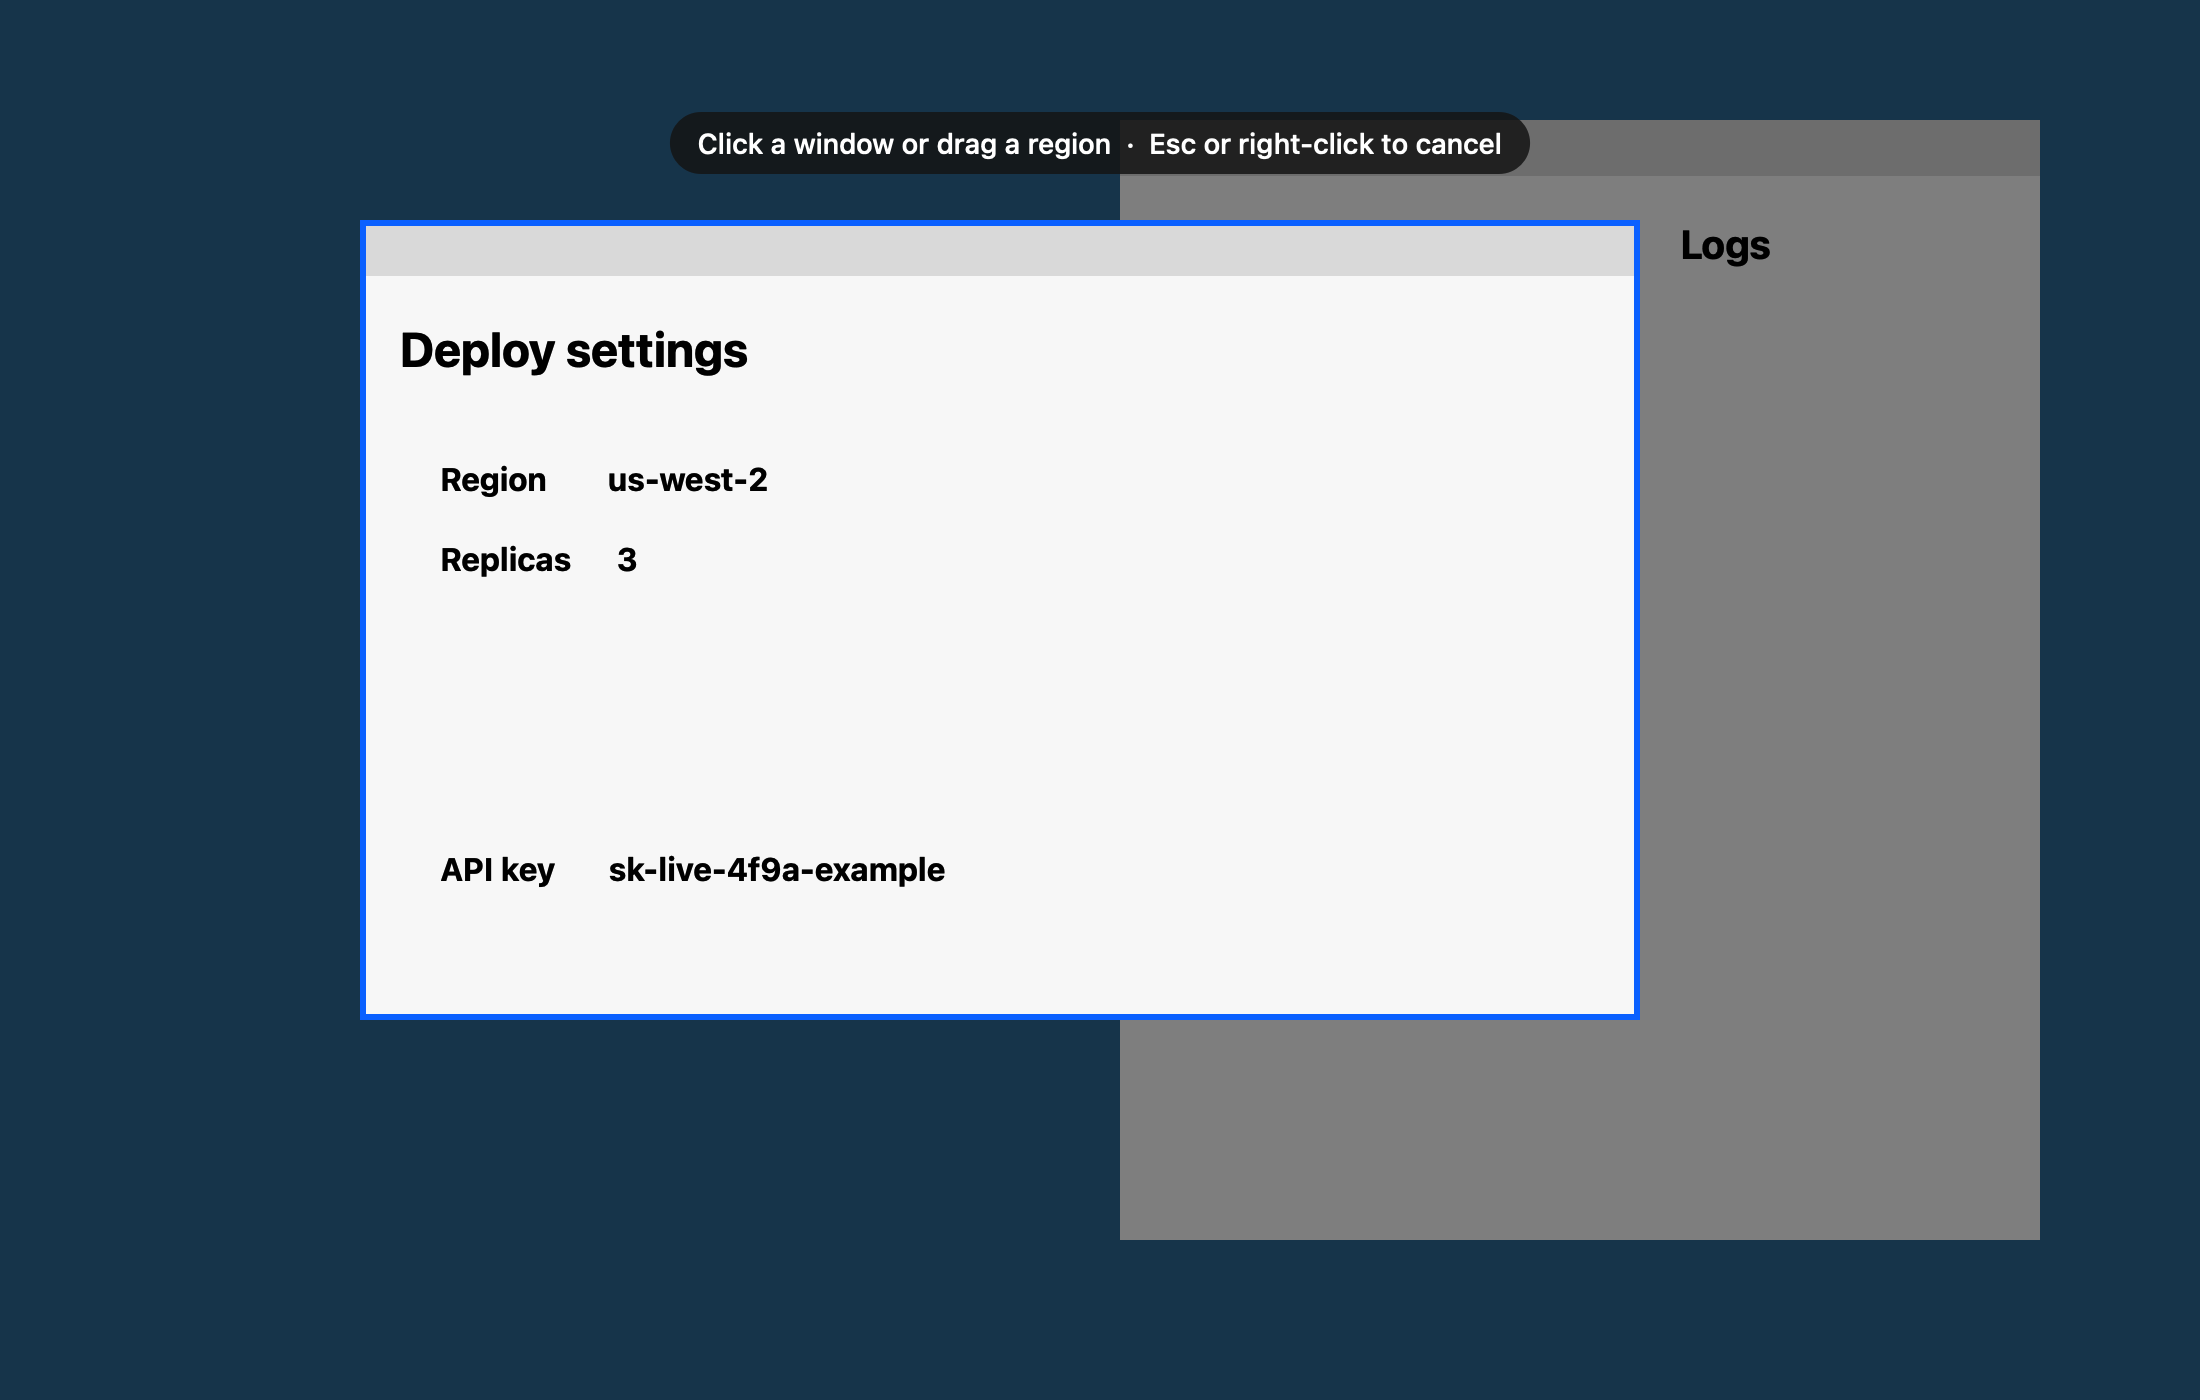 Click a window or drag a region · Esc or right-click to cancel
Logs
Deploy settings
Region us-west-2
Replicas 3
API key sk-live-4f9a-example